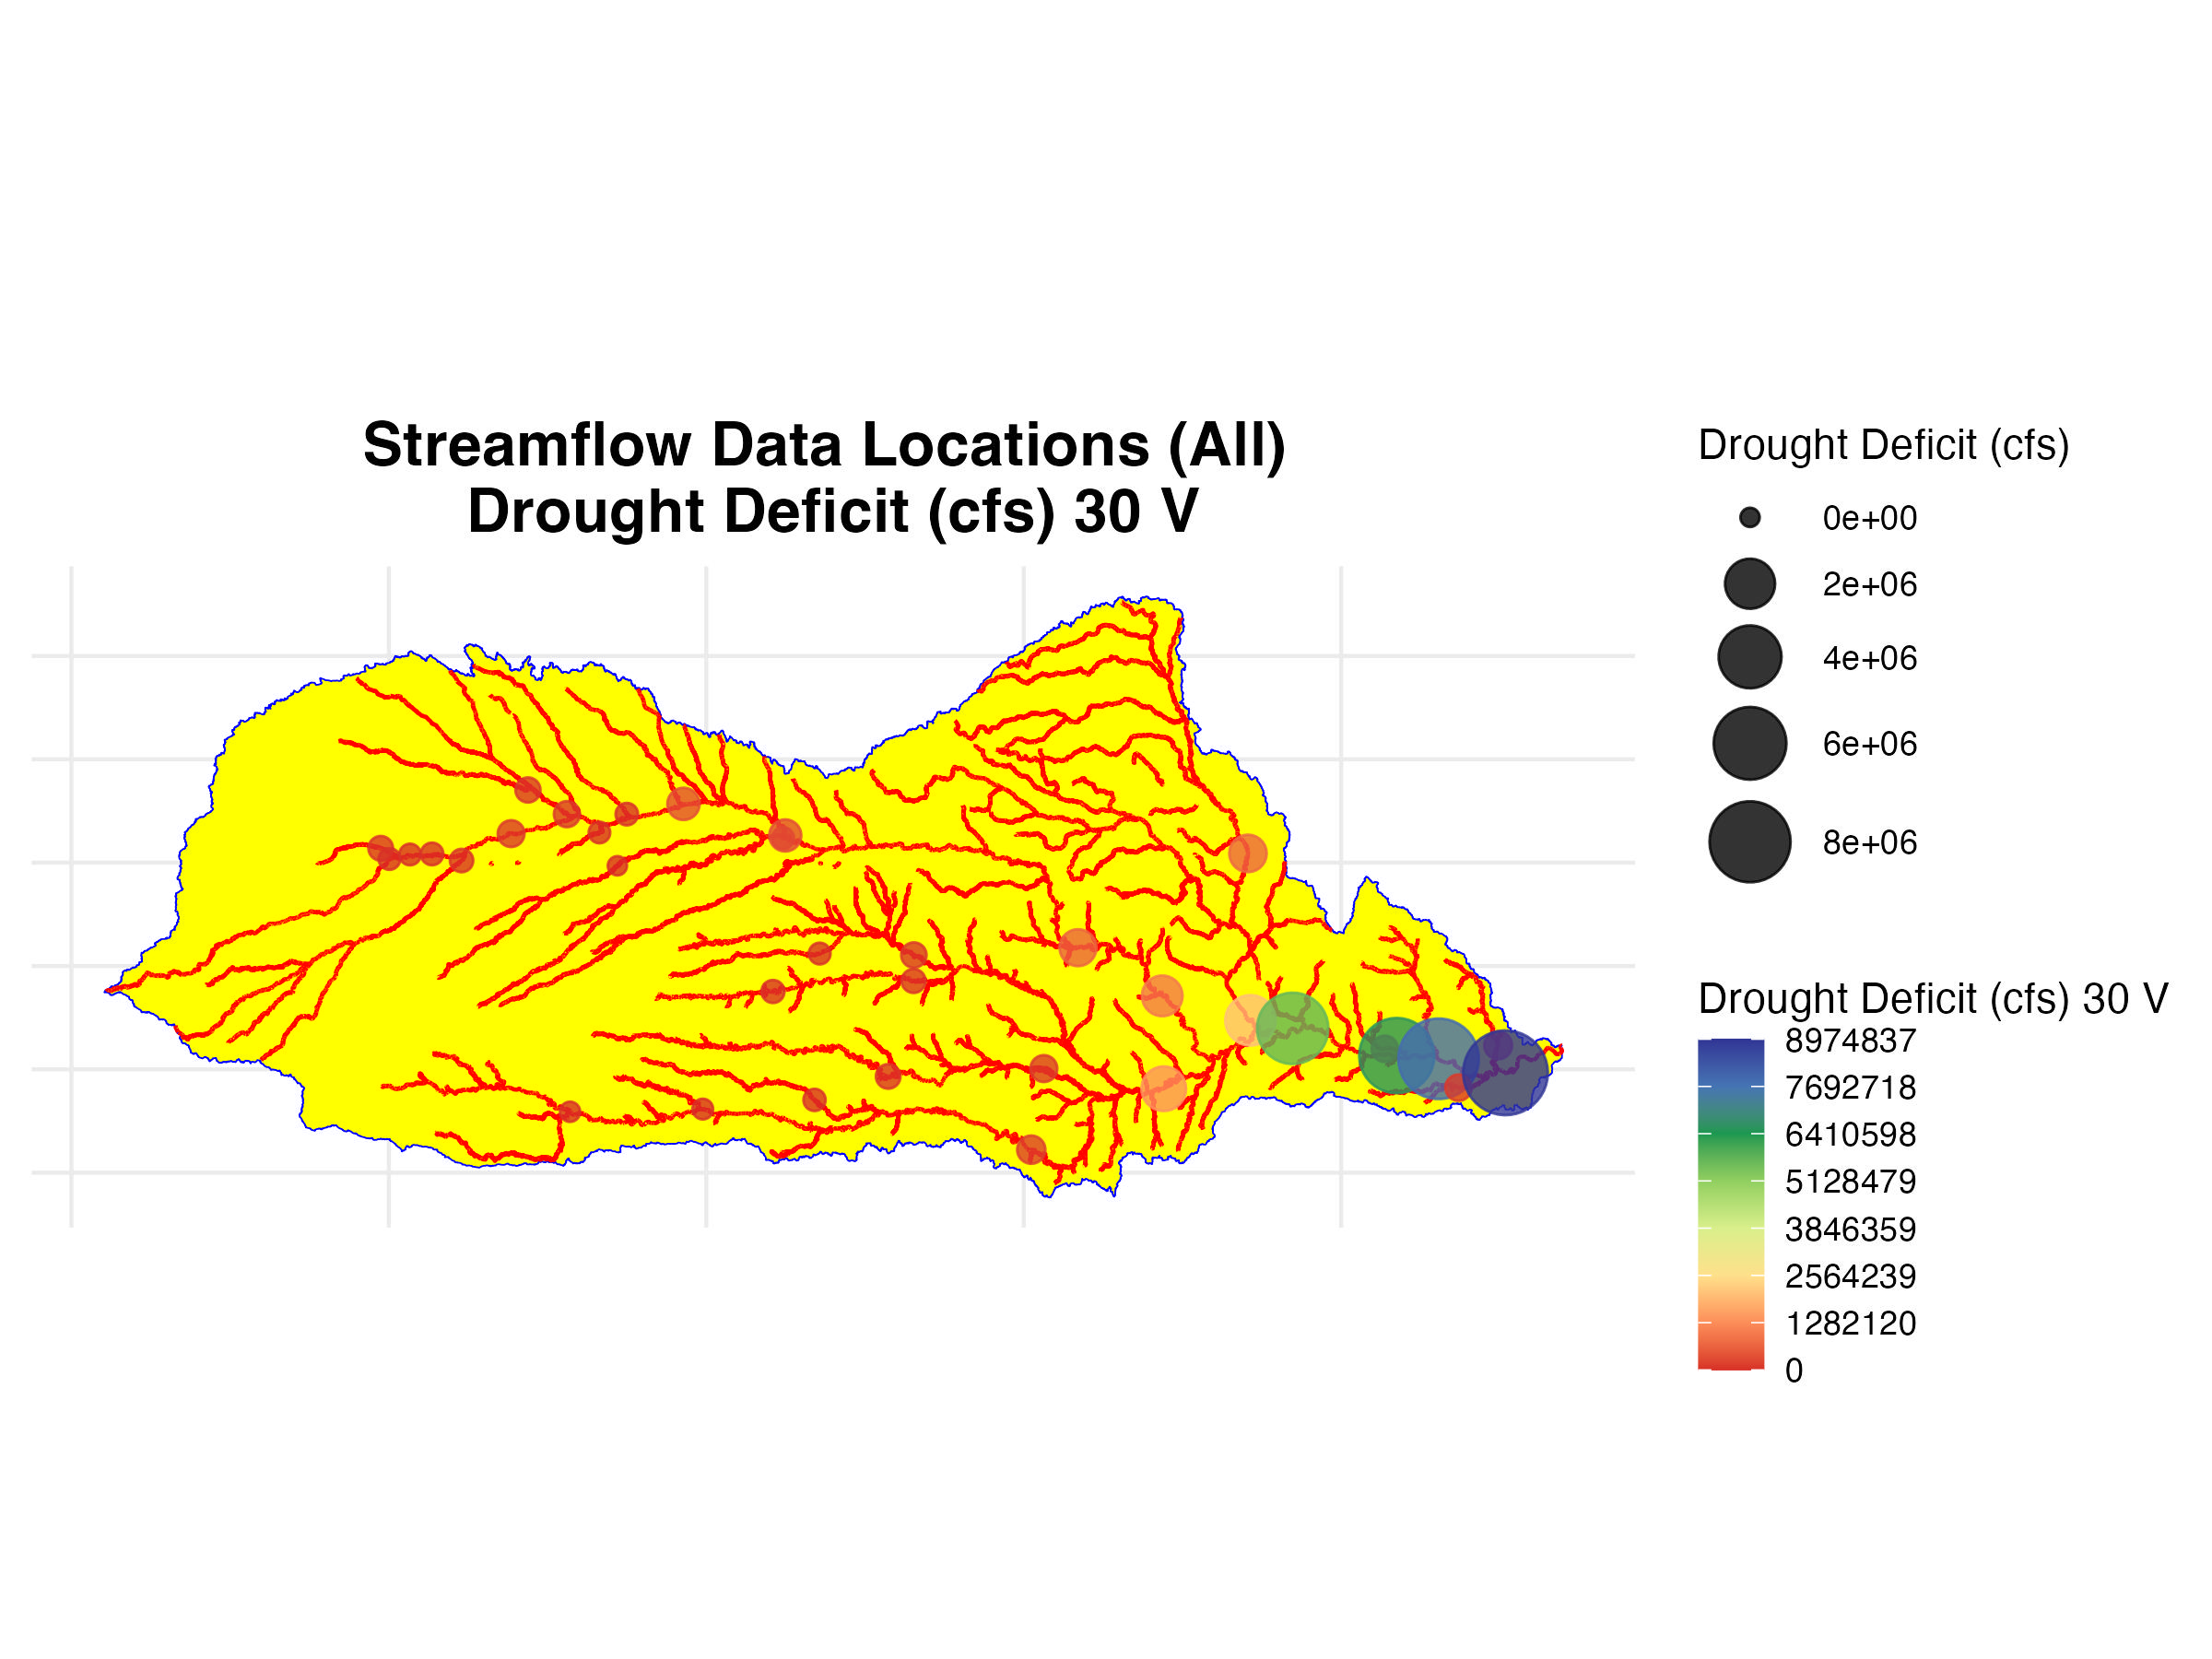 Streamflow Data Locations (All)
Drought Deficit (cfs) 30 V
Drought Deficit (cfs)
0e+00
2e+06
4e+06
6e+06
8e+06
Drought Deficit (cfs) 30 V
8974837
7692718
6410598
5128479
3846359
2564239
1282120
0